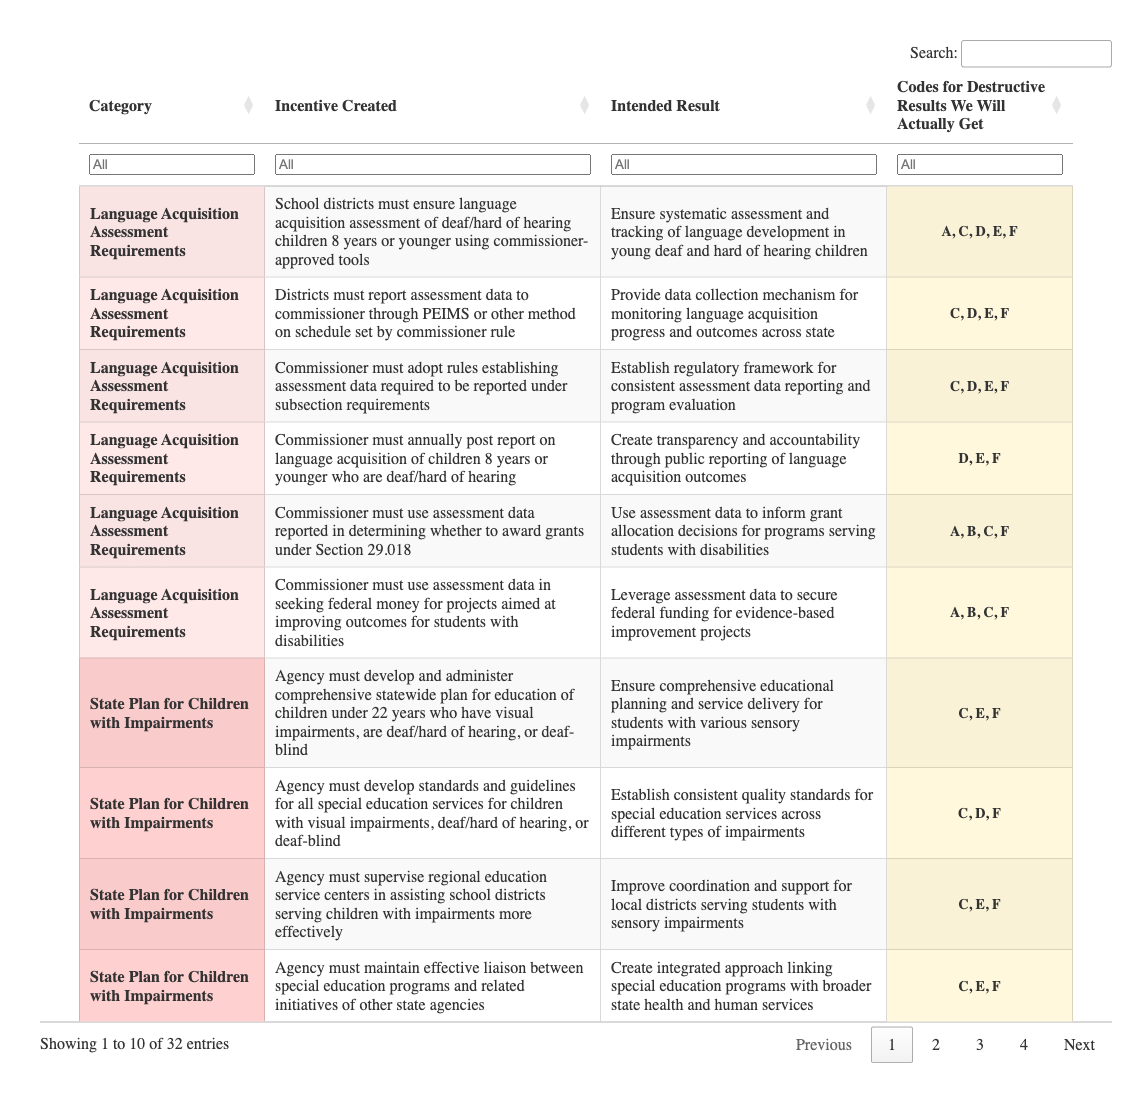 Search:
Category
Incentive Created
Intended Result
Codes for Destructive
Results We Will
Actually Get
All
All
All
All
Language Acquisition
Assessment
Requirements
School districts must ensure language
acquisition assessment of deaf/hard of hearing
children 8 years or younger using commissioner-
approved tools
Ensure systematic assessment and
tracking of language development in
young deaf and hard of hearing children
A, C, D, E, F
Language Acquisition
Assessment
Requirements
Districts must report assessment data to
commissioner through PEIMS or other method
on schedule set by commissioner rule
Provide data collection mechanism for
monitoring language acquisition
progress and outcomes across state
C, D, E, F
Language Acquisition
Assessment
Requirements
Commissioner must adopt rules establishing
assessment data required to be reported under
subsection requirements
Establish regulatory framework for
consistent assessment data reporting and
program evaluation
C, D, E, F
Language Acquisition
Assessment
Requirements
Commissioner must annually post report on
language acquisition of children 8 years or
younger who are deaf/hard of hearing
Create transparency and accountability
through public reporting of language
acquisition outcomes
D, E, F
Language Acquisition
Assessment
Requirements
Commissioner must use assessment data
reported in determining whether to award grants
under Section 29.018
Use assessment data to inform grant
allocation decisions for programs serving
students with disabilities
A, B, C, F
Language Acquisition
Assessment
Requirements
Commissioner must use assessment data in
seeking federal money for projects aimed at
improving outcomes for students with
disabilities
Leverage assessment data to secure
federal funding for evidence-based
improvement projects
A, B, C, F
State Plan for Children
with Impairments
Agency must develop and administer
comprehensive statewide plan for education of
children under 22 years who have visual
impairments, are deaf/hard of hearing, or deaf-
blind
Ensure comprehensive educational
planning and service delivery for
students with various sensory
impairments
C, E, F
State Plan for Children
with Impairments
Agency must develop standards and guidelines
for all special education services for children
with visual impairments, deaf/hard of hearing, or
deaf-blind
Establish consistent quality standards for
special education services across
different types of impairments
C, D, F
State Plan for Children
with Impairments
Agency must supervise regional education
service centers in assisting school districts
serving children with impairments more
effectively
Improve coordination and support for
local districts serving students with
sensory impairments
C, E, F
State Plan for Children
with Impairments
Agency must maintain effective liaison between
special education programs and related
initiatives of other state agencies
Create integrated approach linking
special education programs with broader
state health and human services
C, E, F
Showing 1 to 10 of 32 entries
Previous 1 2 3 4 Next